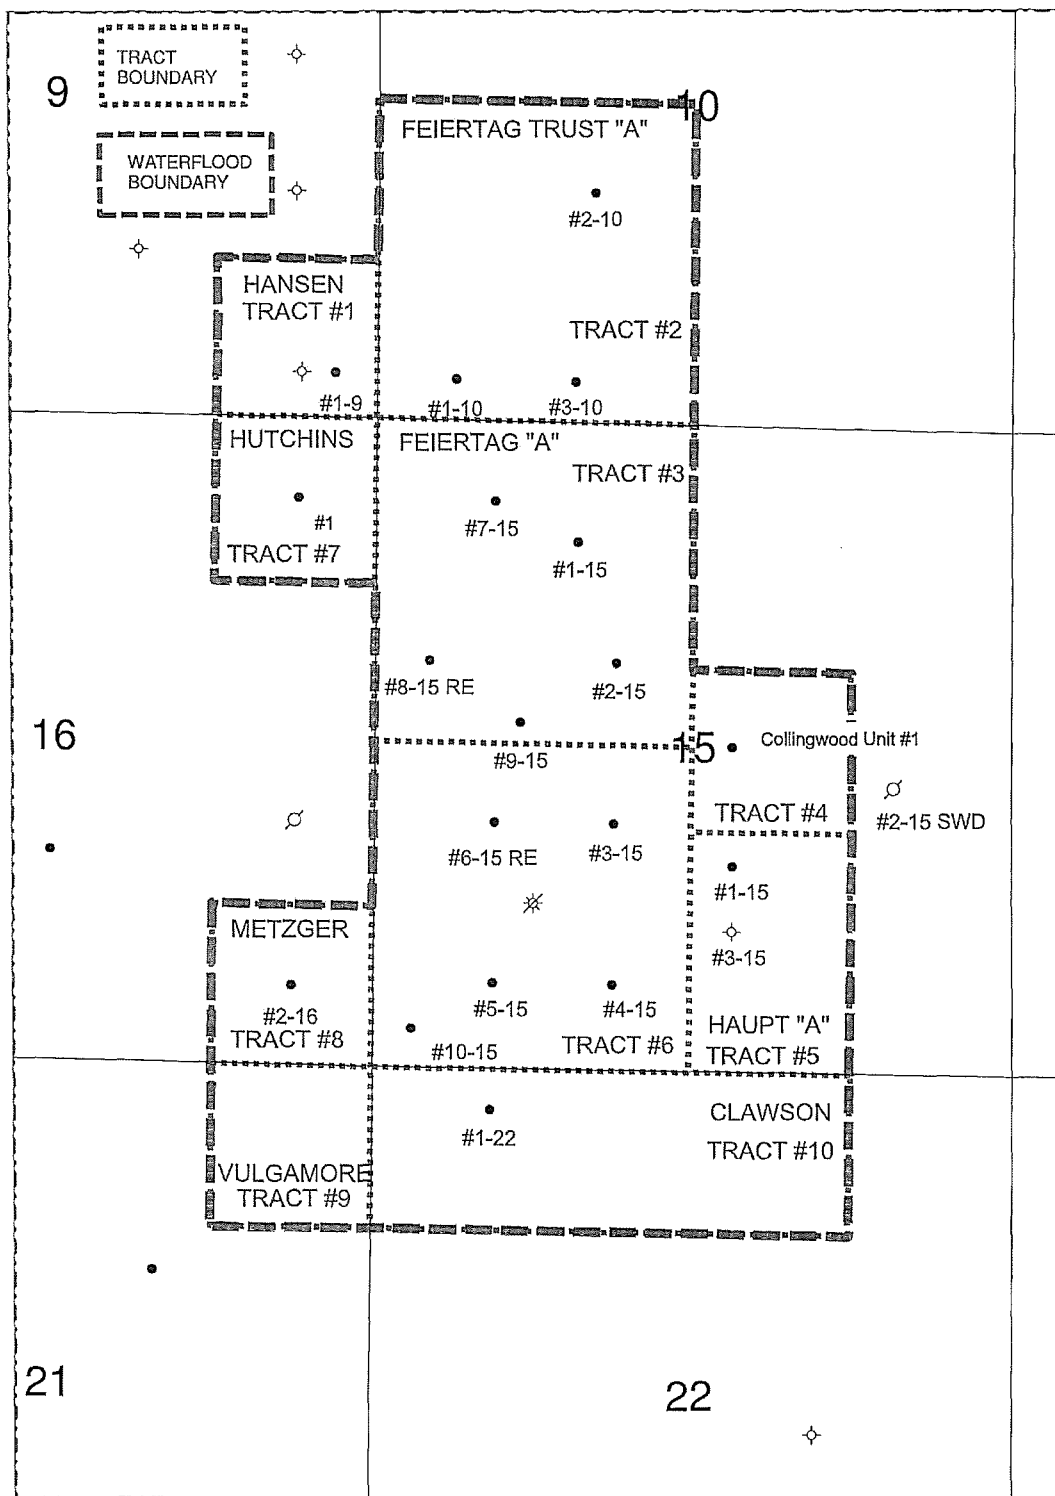 TRACT
BOUNDARY
9
10
FEIERTAG TRUST "A"
WATERFLOOD
BOUNDARY
#2-10
HANSEN
TRACT #1
TRACT #2
#1-9
#1-10
#3-10
HUTCHINS
FEIERTAG "A"
TRACT #3
#1
#7-15
TRACT #7
#1-15
#8-15 RE
#2-15
16
15
Collingwood Unit #1
#9-15
TRACT #4
#2-15 SWD
#6-15 RE
#3-15
#1-15
METZGER
#3-15
#2-16
#5-15
#4-15
TRACT #8
HAUPT "A"
#10-15
TRACT #6
TRACT #5
CLAWSON
#1-22
TRACT #10
VULGAMORE
TRACT #9
21
22